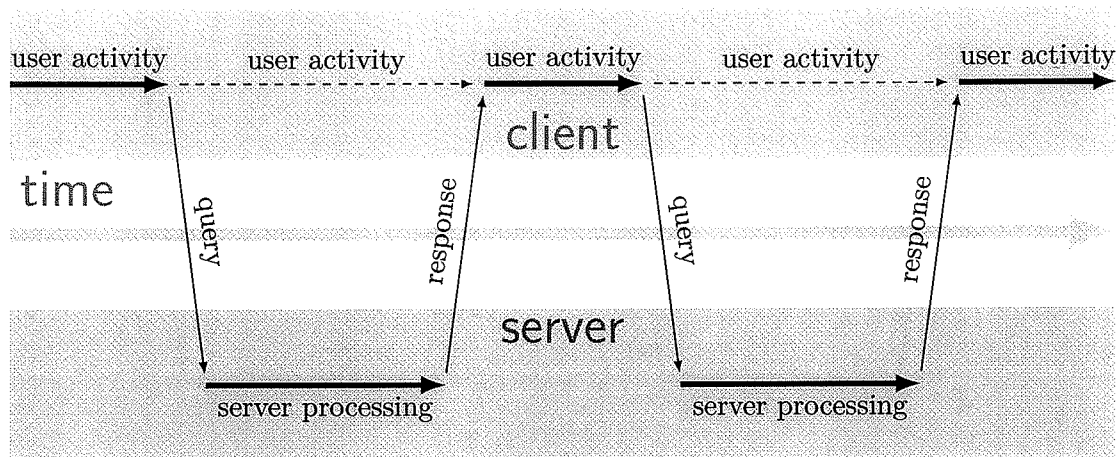 user activity
user activity
user activity
user activity
user activity
client
time
query
response
query
response
server
server processing
server processing